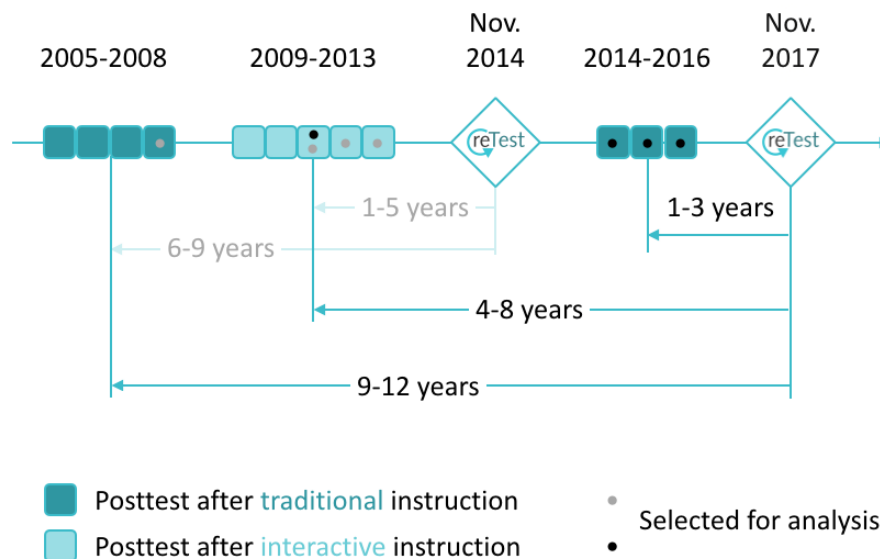 Nov. Nov.
2005-2008 2009-2013 2014 2014-2016 2017
reTest reTest
1-5 years 1-3 years
6-9 years
4-8 years
9-12 years
Posttest after traditional instruction
Selected for analysis
Posttest after interactive instruction